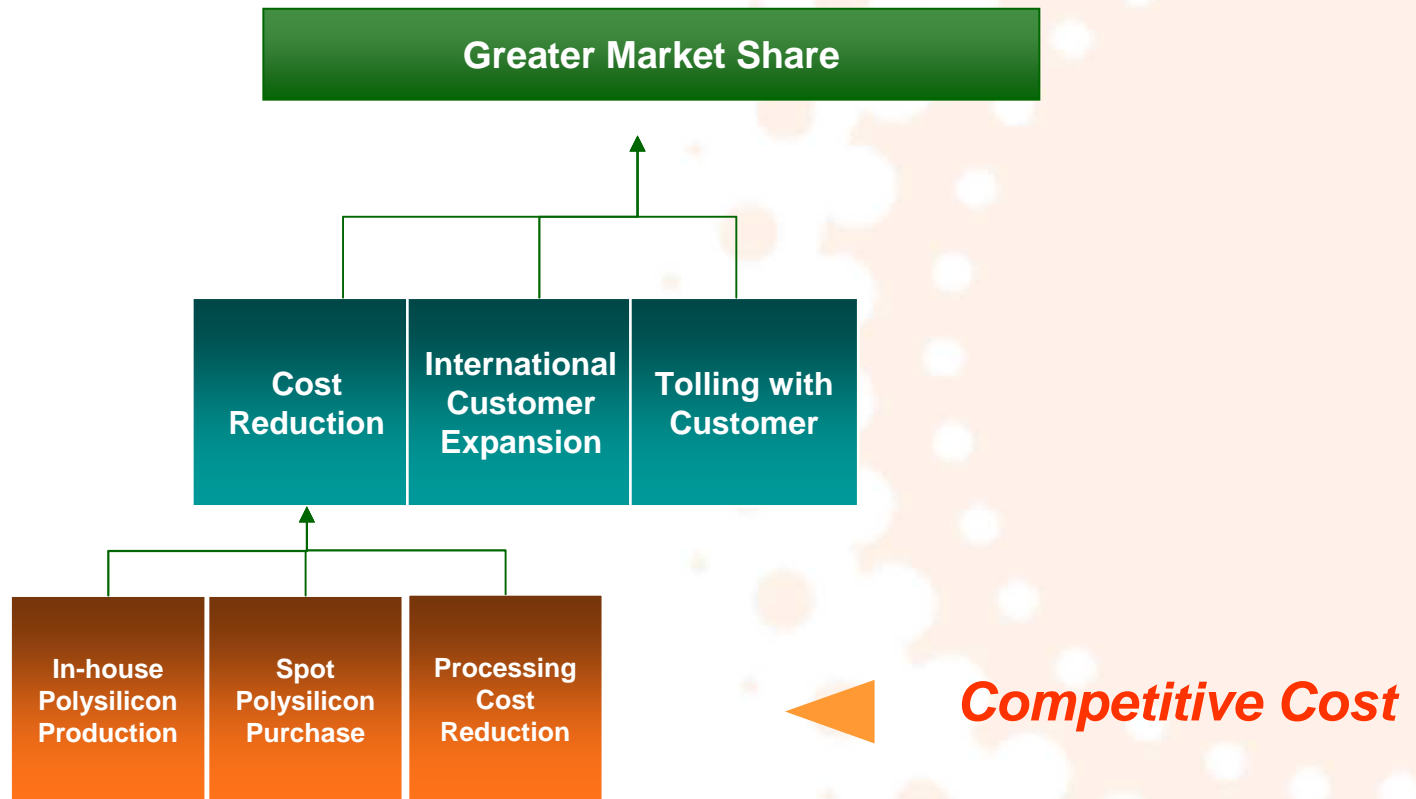 Greater Market Share
Cost
Reduction
International
Customer
Expansion
Tolling with
Customer
In-house
Polysilicon
Production
Spot
Polysilicon
Purchase
Processing
Cost
Reduction
Competitive Cost